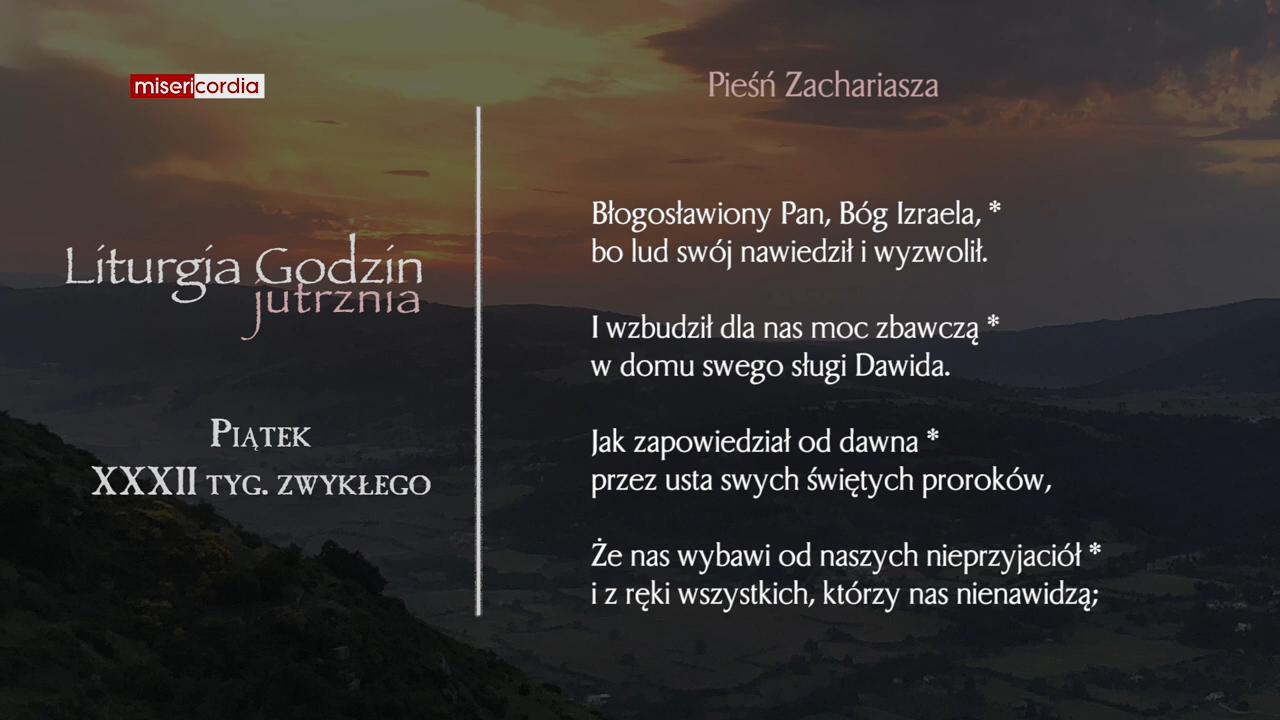 misericordia
Liturgia Godzin
jutrznia
Piątek
XXXII tyg. zwykłego
Pieśń Zachariasza
Błogosławiony Pan, Bóg Izraela, *
bo lud swój nawiedził i wyzwolił.
I wzbudził dla nas moc zbawczą *
w domu swego sługi Dawida.
Jak zapowiedział od dawna *
przez usta swych świętych proroków,
Że nas wybawi od naszych nieprzyjaciół *
i z ręki wszystkich, którzy nas nienawidzą;